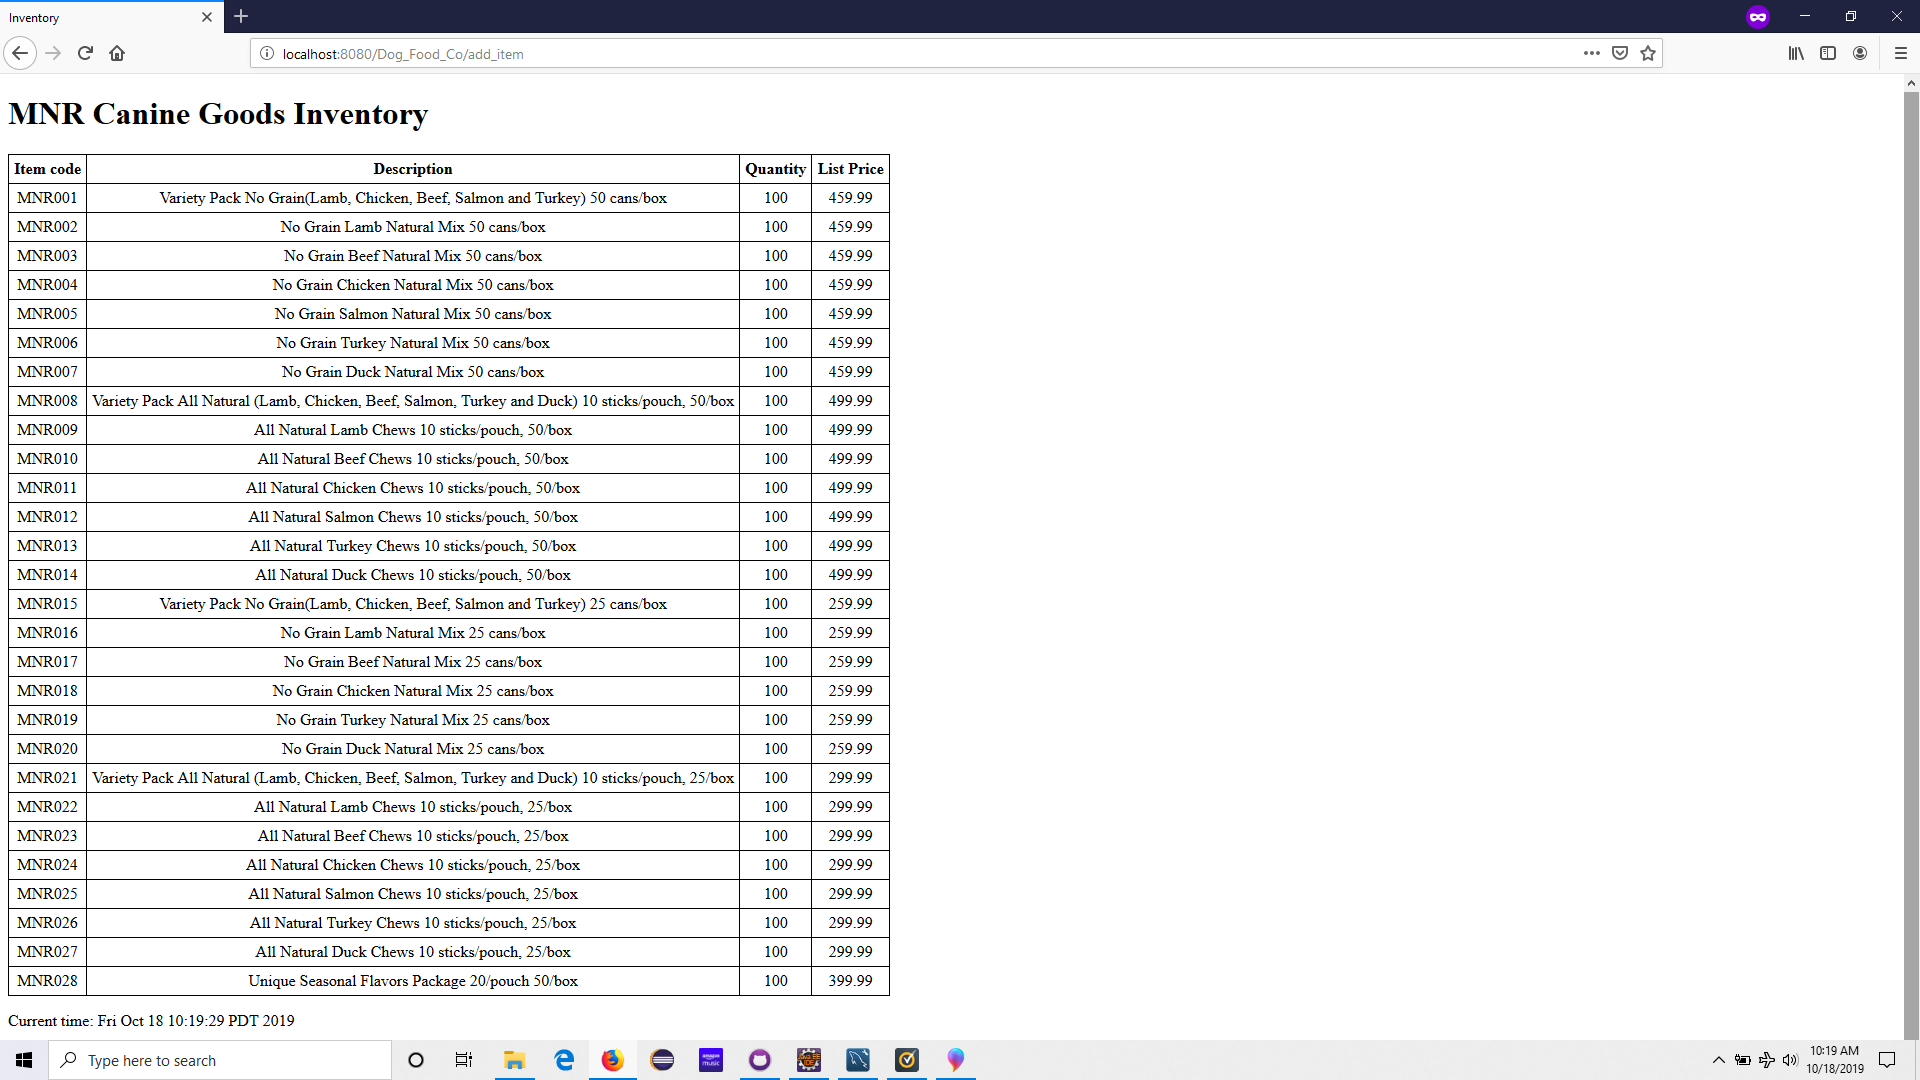 Inventory
localhost:8080/Dog_Food_Co/add_item
MNR Canine Goods Inventory
Item code Description Quantity List Price
MNR001 Variety Pack No Grain(Lamb, Chicken, Beef, Salmon and Turkey) 50 cans/box 100 459.99
MNR002 No Grain Lamb Natural Mix 50 cans/box 100 459.99
MNR003 No Grain Beef Natural Mix 50 cans/box 100 459.99
MNR004 No Grain Chicken Natural Mix 50 cans/box 100 459.99
MNR005 No Grain Salmon Natural Mix 50 cans/box 100 459.99
MNR006 No Grain Turkey Natural Mix 50 cans/box 100 459.99
MNR007 No Grain Duck Natural Mix 50 cans/box 100 459.99
MNR008 Variety Pack All Natural (Lamb, Chicken, Beef, Salmon, Turkey and Duck) 10 sticks/pouch, 50/box 100 499.99
MNR009 All Natural Lamb Chews 10 sticks/pouch, 50/box 100 499.99
MNR010 All Natural Beef Chews 10 sticks/pouch, 50/box 100 499.99
MNR011 All Natural Chicken Chews 10 sticks/pouch, 50/box 100 499.99
MNR012 All Natural Salmon Chews 10 sticks/pouch, 50/box 100 499.99
MNR013 All Natural Turkey Chews 10 sticks/pouch, 50/box 100 499.99
MNR014 All Natural Duck Chews 10 sticks/pouch, 50/box 100 499.99
MNR015 Variety Pack No Grain(Lamb, Chicken, Beef, Salmon and Turkey) 25 cans/box 100 259.99
MNR016 No Grain Lamb Natural Mix 25 cans/box 100 259.99
MNR017 No Grain Beef Natural Mix 25 cans/box 100 259.99
MNR018 No Grain Chicken Natural Mix 25 cans/box 100 259.99
MNR019 No Grain Turkey Natural Mix 25 cans/box 100 259.99
MNR020 No Grain Duck Natural Mix 25 cans/box 100 259.99
MNR021 Variety Pack All Natural (Lamb, Chicken, Beef, Salmon, Turkey and Duck) 10 sticks/pouch, 25/box 100 299.99
MNR022 All Natural Lamb Chews 10 sticks/pouch, 25/box 100 299.99
MNR023 All Natural Beef Chews 10 sticks/pouch, 25/box 100 299.99
MNR024 All Natural Chicken Chews 10 sticks/pouch, 25/box 100 299.99
MNR025 All Natural Salmon Chews 10 sticks/pouch, 25/box 100 299.99
MNR026 All Natural Turkey Chews 10 sticks/pouch, 25/box 100 299.99
MNR027 All Natural Duck Chews 10 sticks/pouch, 25/box 100 299.99
MNR028 Unique Seasonal Flavors Package 20/pouch 50/box 100 399.99
Current time: Fri Oct 18 10:19:29 PDT 2019
Type here to search
amazon music
Java EE
IDE
10:19 AM
10/18/2019